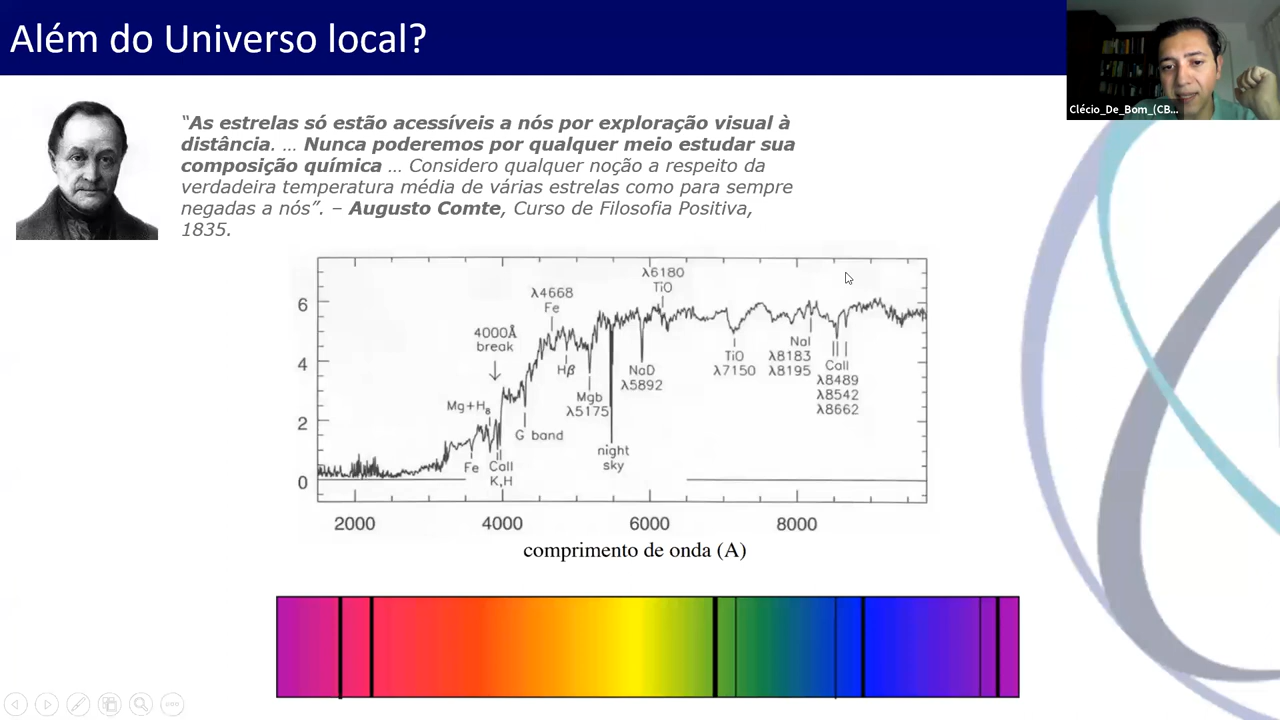 Além do Universo local?
Clécio_De_Bom_(CB...
“As estrelas só estão acessíveis a nós por exploração visual à
distância. … Nunca poderemos por qualquer meio estudar sua
composição química … Considero qualquer noção a respeito da
verdadeira temperatura média de várias estrelas como para sempre
negadas a nós”. – Augusto Comte, Curso de Filosofia Positiva,
1835.
λ6180
TiO
λ4668
Fe
4000Å
break
Hβ
Mgb
λ5175
NaD
λ5892
TiO
λ7150
NaI
λ8183
λ8195
CaII
λ8489
λ8542
λ8662
Mg+H8
G band
night
sky
Fe
CaII
K,H
6
4
2
0
2000
4000
6000
8000
comprimento de onda (A)